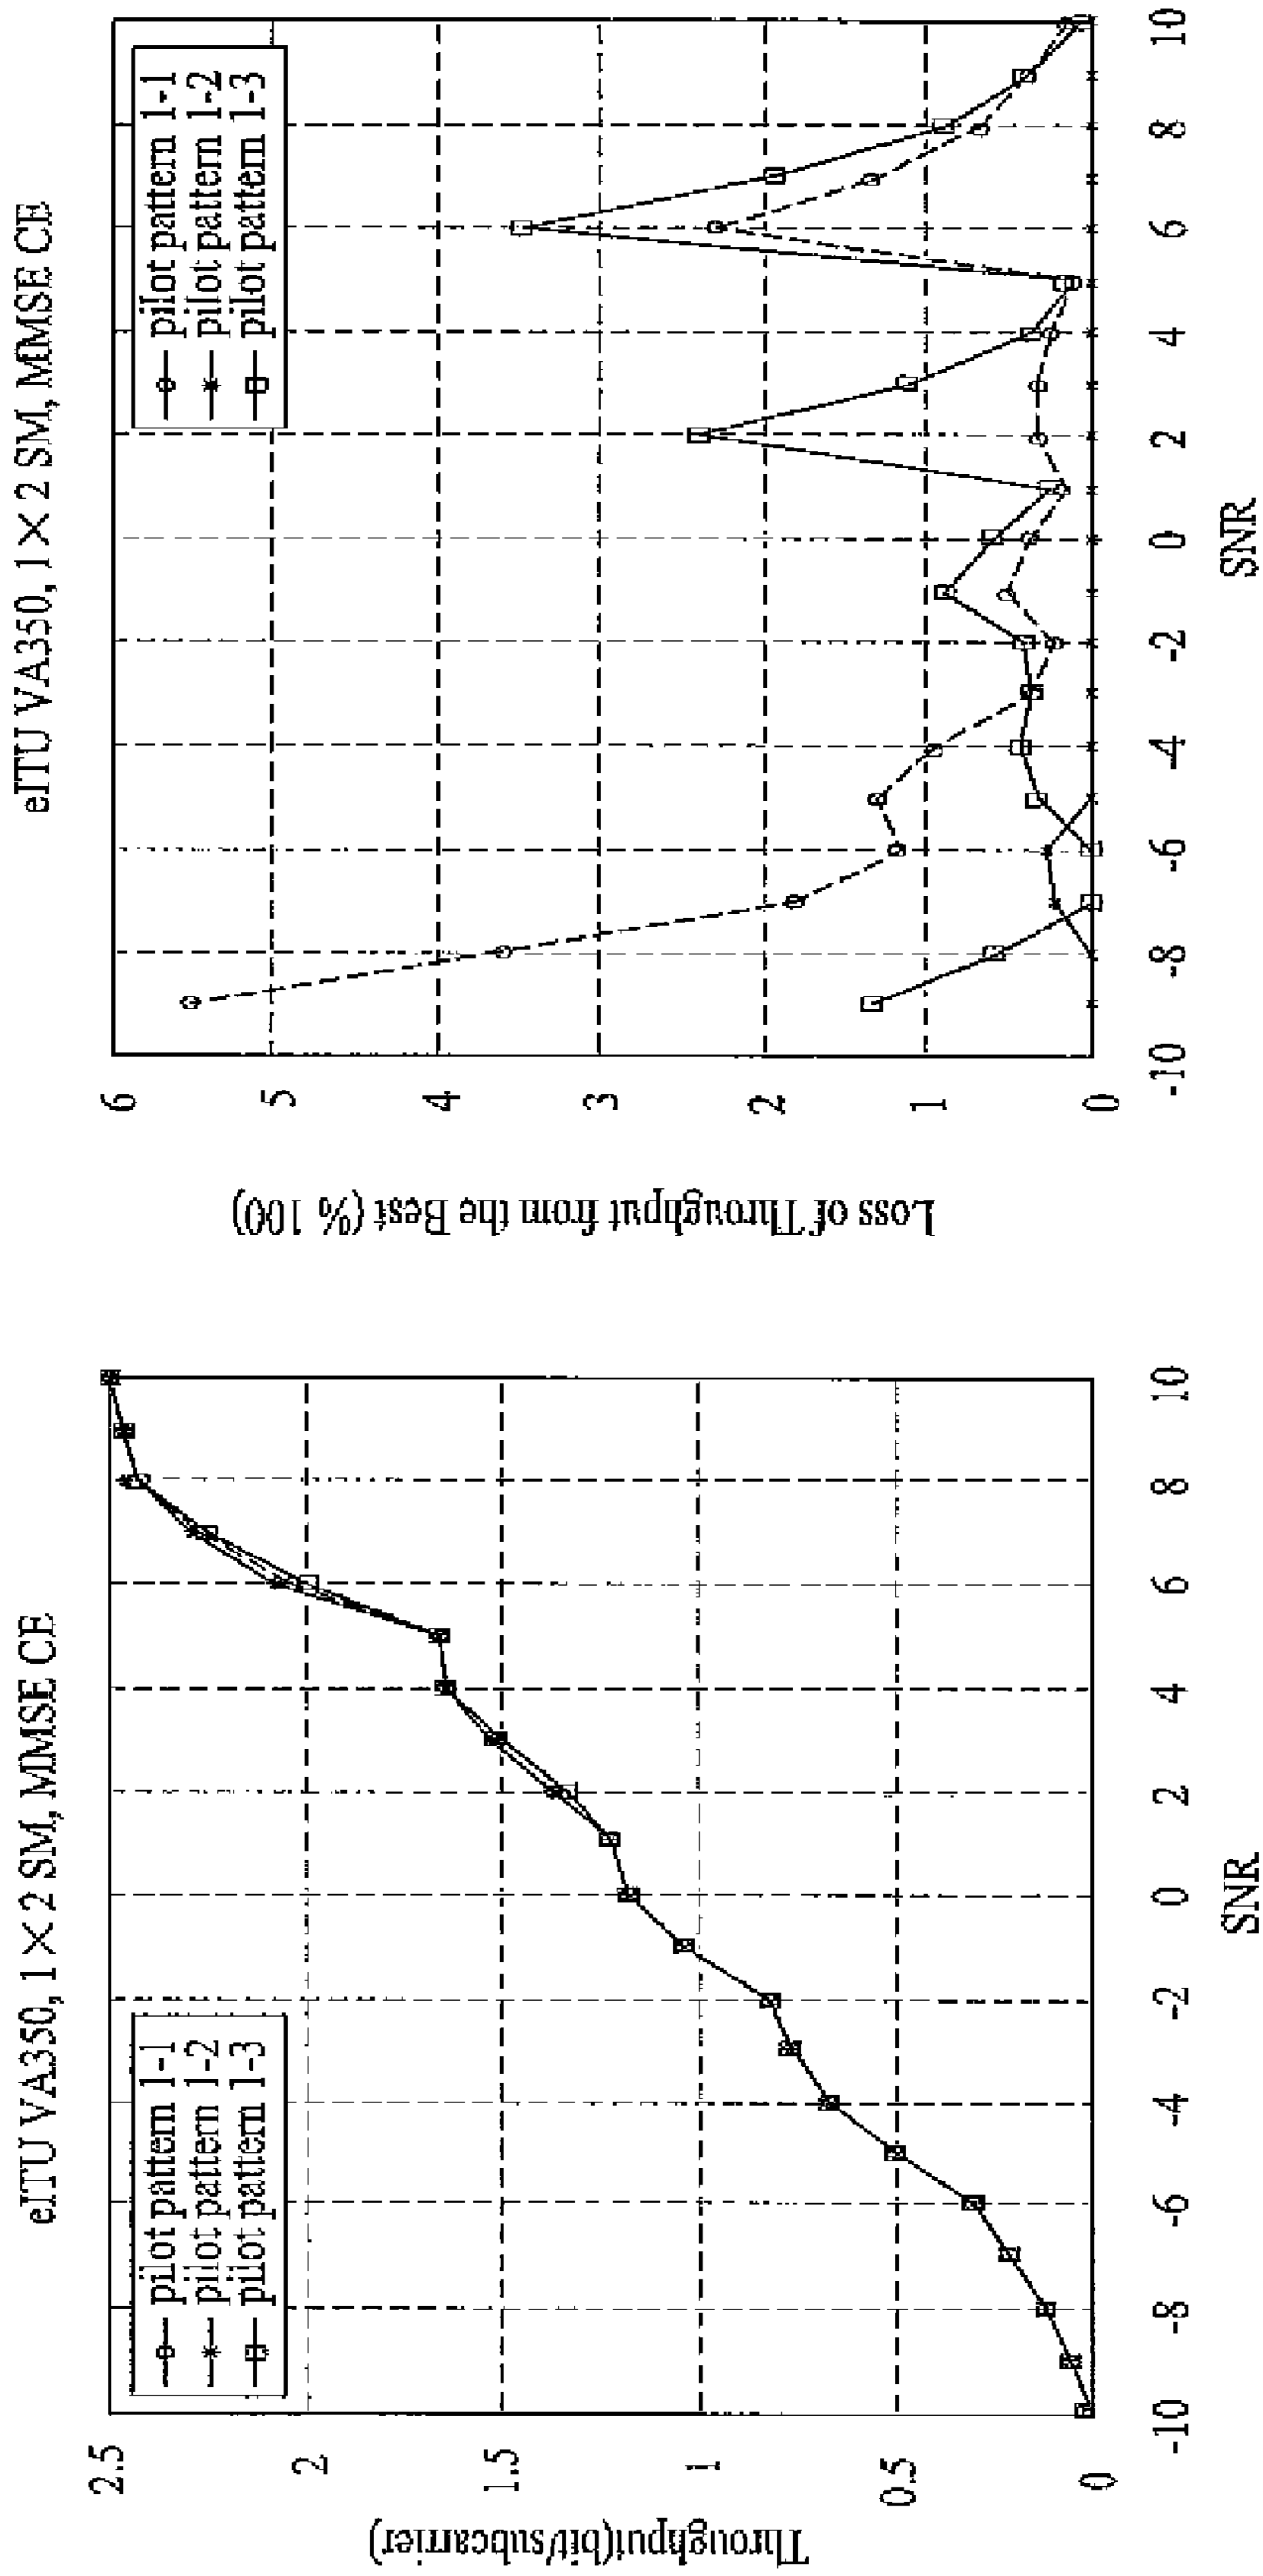 eITU VA350, 1×2 SM, MMSE CE
pilot pattern 1-1
pilot pattern 1-2
pilot pattern 1-3
Throughput(bit/subcarrier)
2.5
2
1.5
1
0.5
0
-10 -8 -6 -4 -2 0 2 4 6 8 10
SNR
eITU VA350, 1×2 SM, MMSE CE
pilot pattern 1-1
pilot pattern 1-2
pilot pattern 1-3
Loss of Throughput from the Best (% 100)
6
5
4
3
2
1
0
-10 -8 -6 -4 -2 0 2 4 6 8 10
SNR